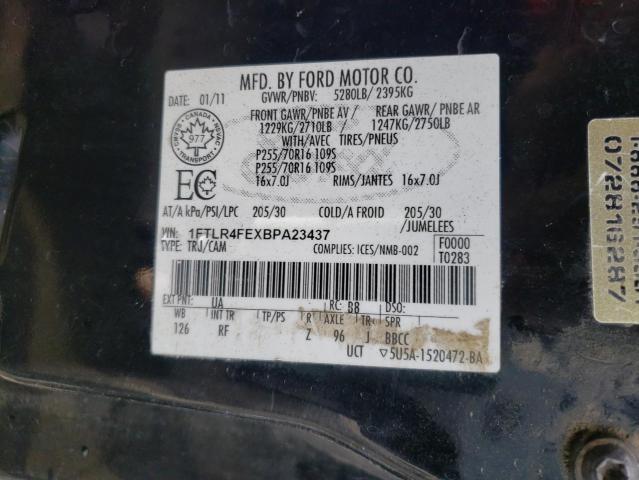 MFD. BY FORD MOTOR CO.
DATE: 01/11 GVWR/PNBV: 5280LB/ 2395KG
FRONT GAWR/PNBE AV / REAR GAWR/ PNBE AR
1229KG/2710LB 1247KG/2750LB
WITH/AVEC TIRES/PNEUS
P255/70R16 109S
P255/70R16 109S
16x7.0J RIMS/JANTES 16x7.0J
CANADA
977
TRANSPORT
EC
AT/A kPa/PSI/LPC 205/30 COLD/A FROID 205/30
/JUMELEES
VIN: 1FTLR4FEXBPA23437
TYPE: TRJ/CAM COMPLIES: ICES/NMB-002
F0000
T0283
EXT PNT: UA RC: B8 DSO:
WB INT TR TP/PS R AXLE TR SPR
126 RF Z 96 J BBCC
UCT 5U5A-1520472-BA